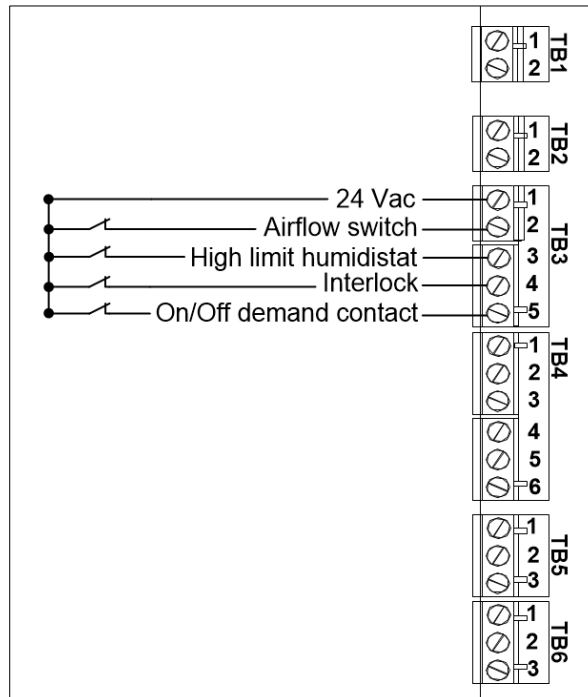 1
2
TB1
1
2
TB2
24 Vac 1
Airflow switch 2
High limit humidistat 3
Interlock 4
On/Off demand contact 5
TB3
1
2
3
4
5
6
TB4
1
2
3
TB5
1
2
3
TB6